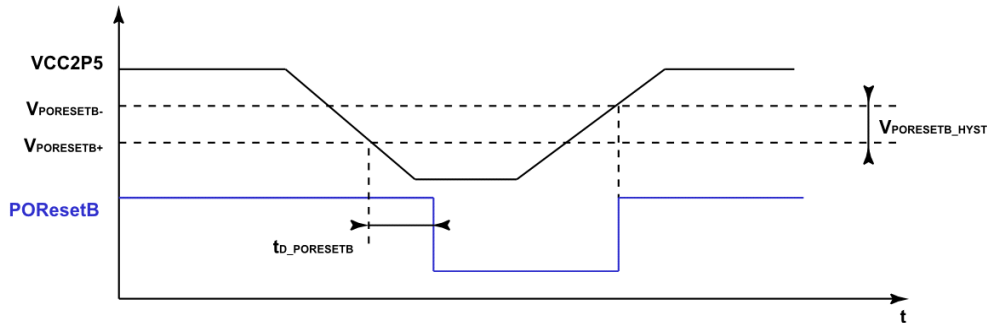 VCC2P5
VPORESETB-
VPORESETB+
VPORESETB_HYST
POResetB
tD_PORESETB
t